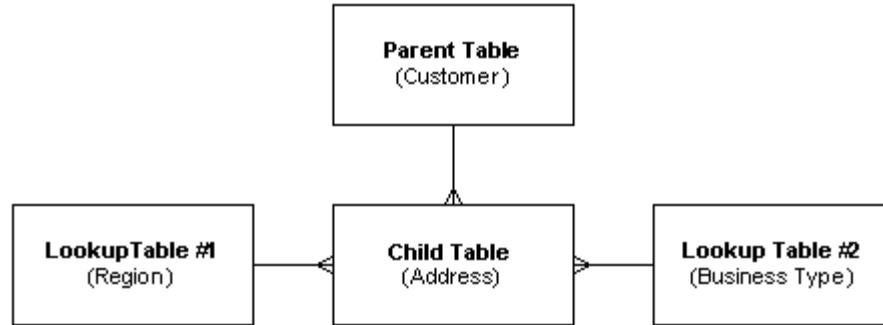 Parent Table
(Customer)
LookupTable #1
(Region)
Child Table
(Address)
Lookup Table #2
(Business Type)